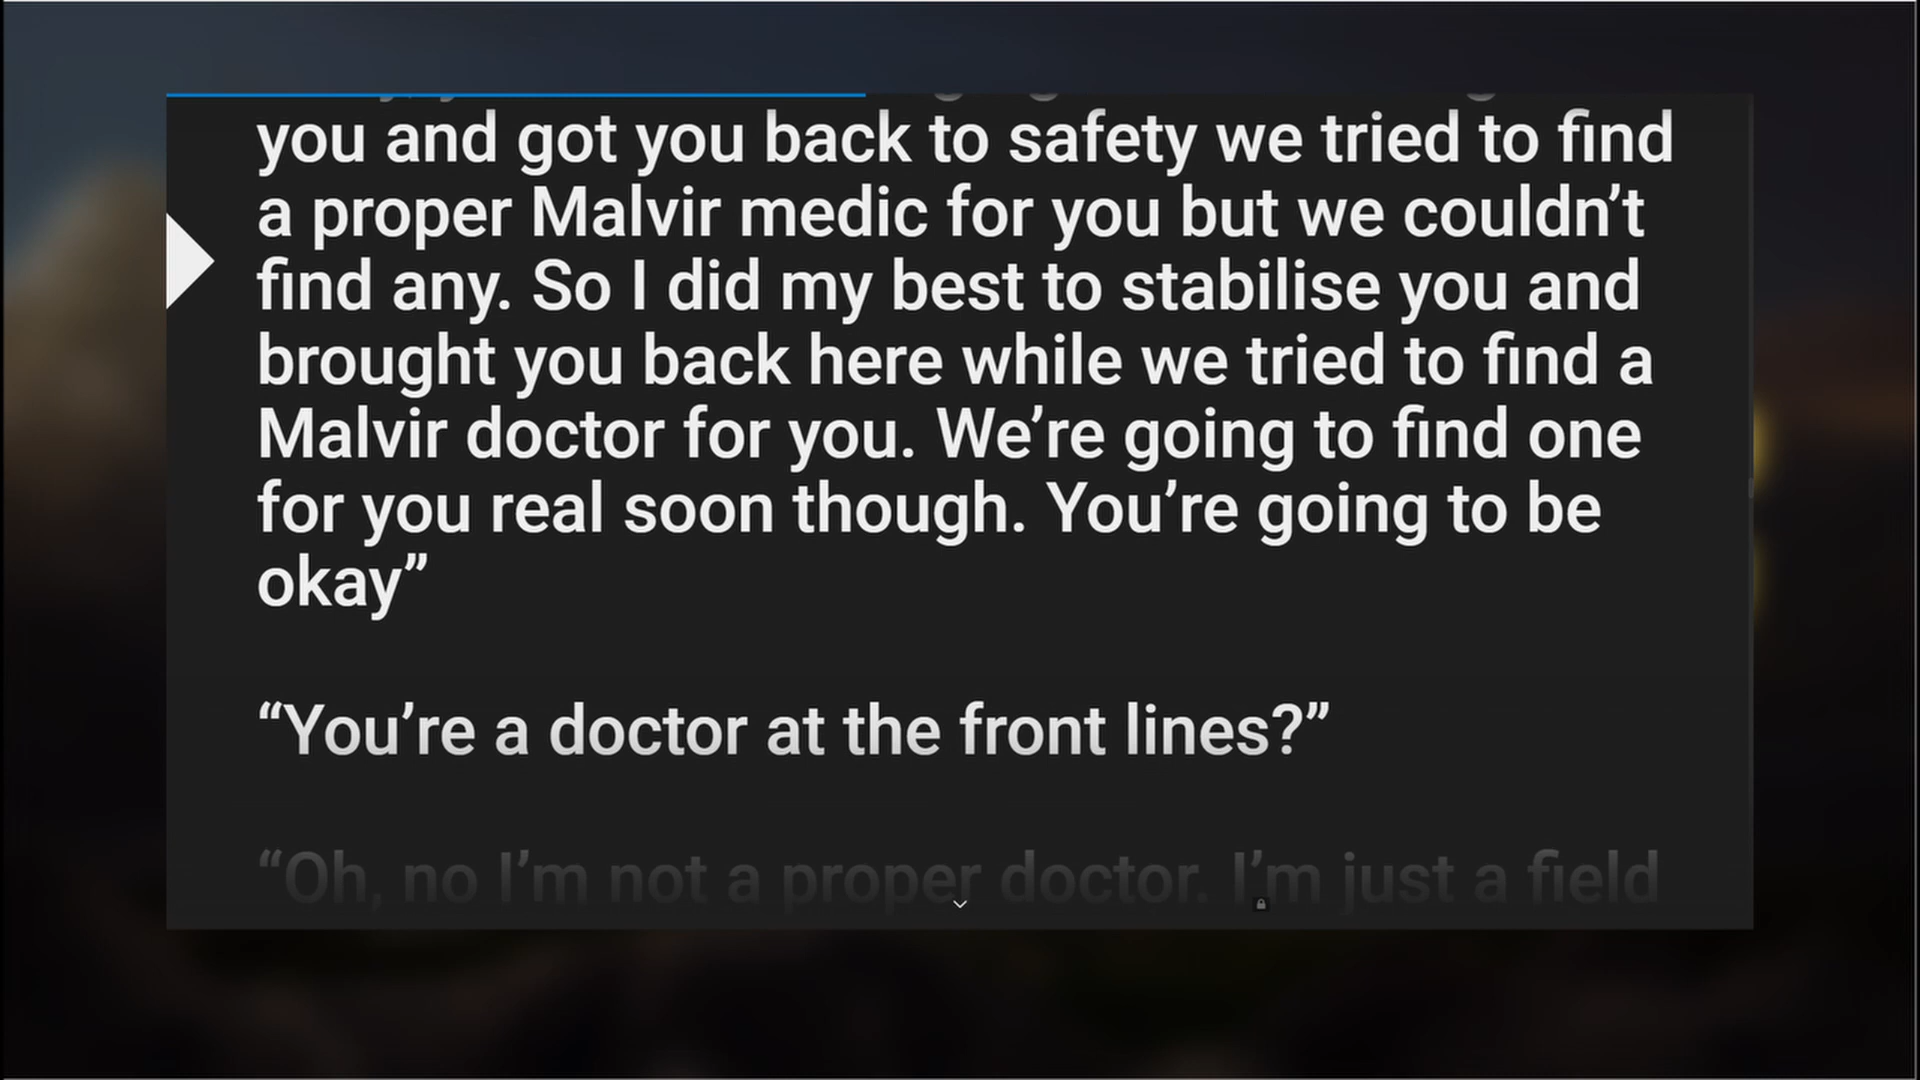 you and got you back to safety we tried to find
a proper Malvir medic for you but we couldn’t
find any. So I did my best to stabilise you and
brought you back here while we tried to find a
Malvir doctor for you. We’re going to find one
for you real soon though. You’re going to be
okay”
“You’re a doctor at the front lines?”
“Oh, no I’m not a proper doctor. I’m just a field